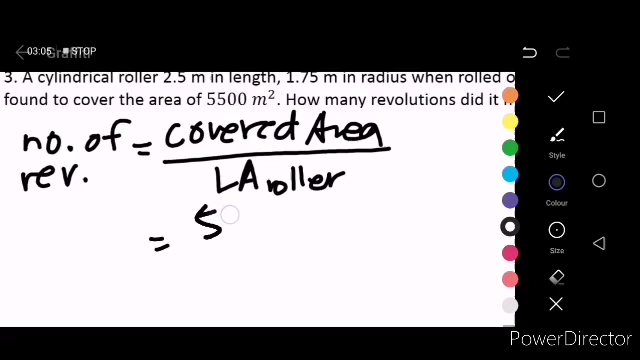 03:05 STOP
Graffiti
3. A cylindrical roller 2.5 m in length, 1.75 m in radius when rolled o
found to cover the area of 5500 m². How many revolutions did it
no. of = Covered Area
rev. LA roller
= 5
Style
Colour
Size
PowerDirector